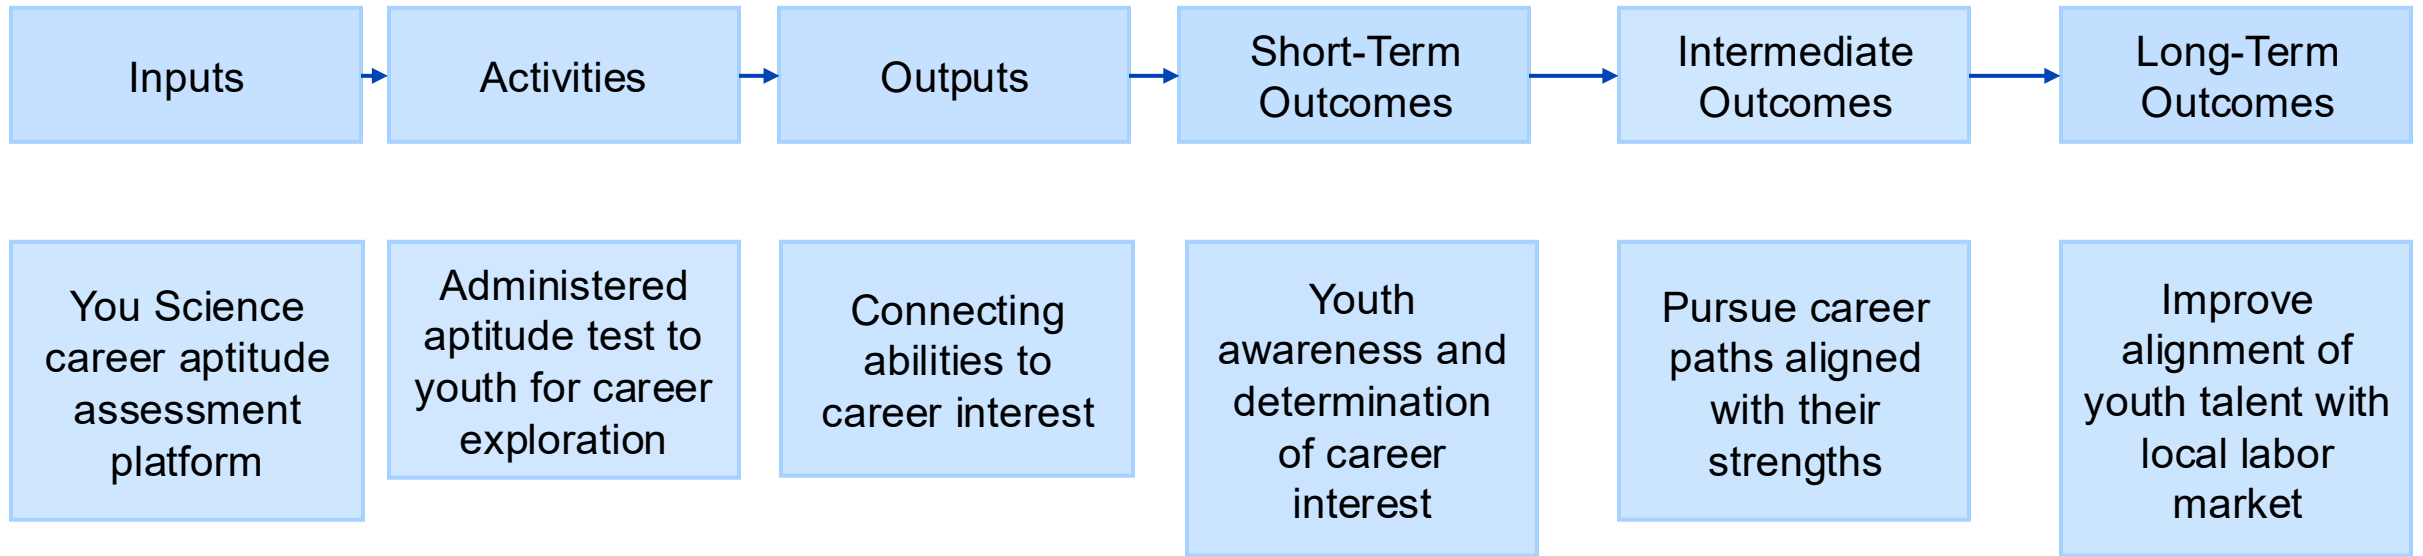 Inputs
Activities
Outputs
Short-Term
Outcomes
Intermediate
Outcomes
Long-Term
Outcomes
You Science
career aptitude
assessment
platform
Administered
aptitude test to
youth for career
exploration
Connecting
abilities to
career interest
Youth
awareness and
determination
of career
interest
Pursue career
paths aligned
with their
strengths
Improve
alignment of
youth talent with
local labor
market